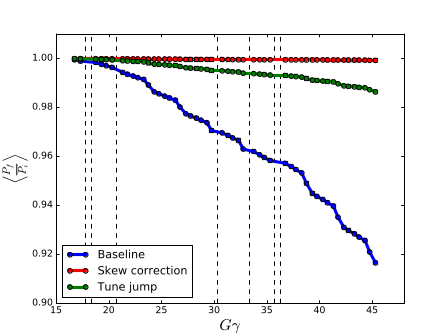 1.00
0.98
0.96
0.94
0.92
0.90
⟨P_f/P_i⟩
Baseline
Skew correction
Tune jump
15 20 25 30 35 40 45
Gγ